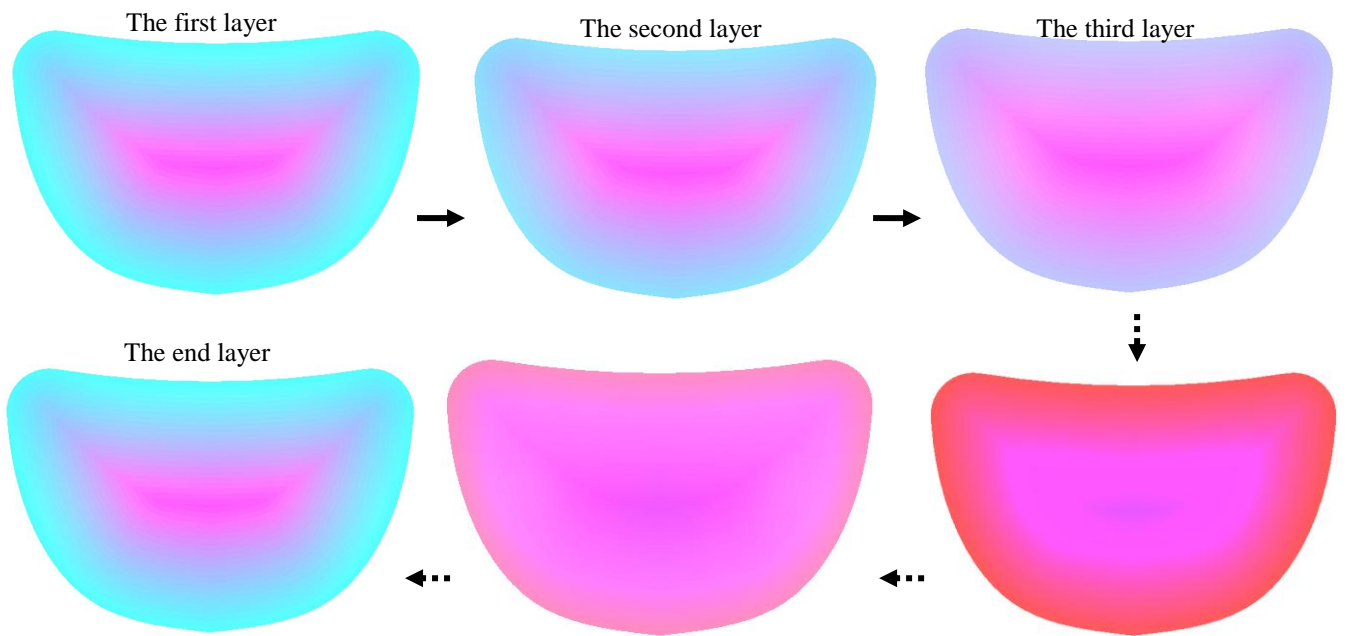 The first layer
The second layer
The third layer
The end layer